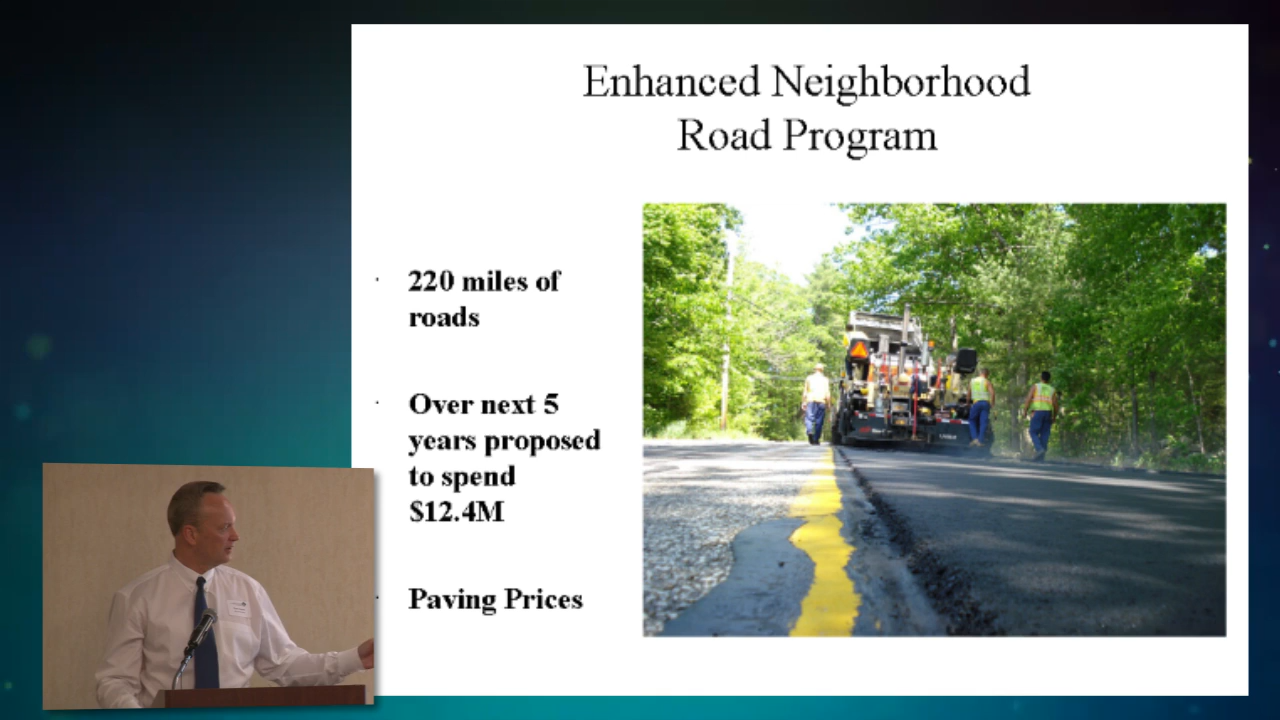 Enhanced Neighborhood
Road Program
220 miles of
roads
Over next 5
years proposed
to spend
$12.4M
Paving Prices